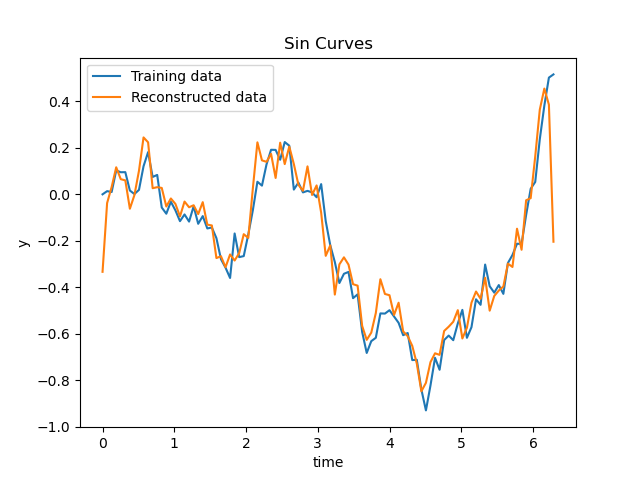 Sin Curves
Training data
Reconstructed data
0.4
0.2
0.0
−0.2
−0.4
−0.6
−0.8
−1.0
y
0 1 2 3 4 5 6
time